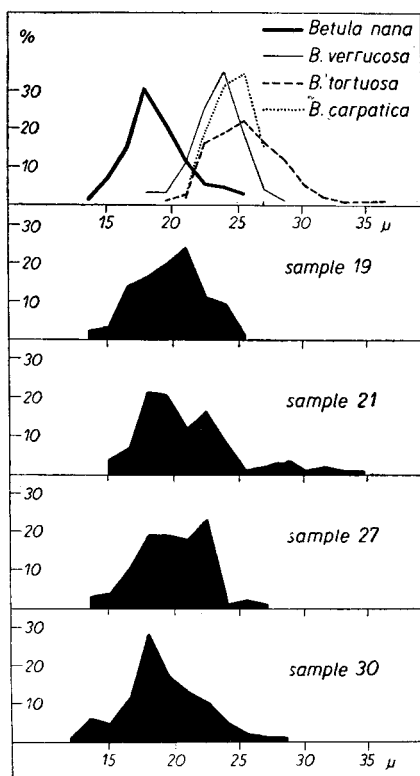 %
Betula nana
B. verrucosa
B. tortuosa
B. carpatica
30
20
10
15 20 25 30 35 µ
sample 19
30
20
10
sample 21
30
20
10
sample 27
30
20
10
sample 30
30
20
10
15 20 25 30 µ 35